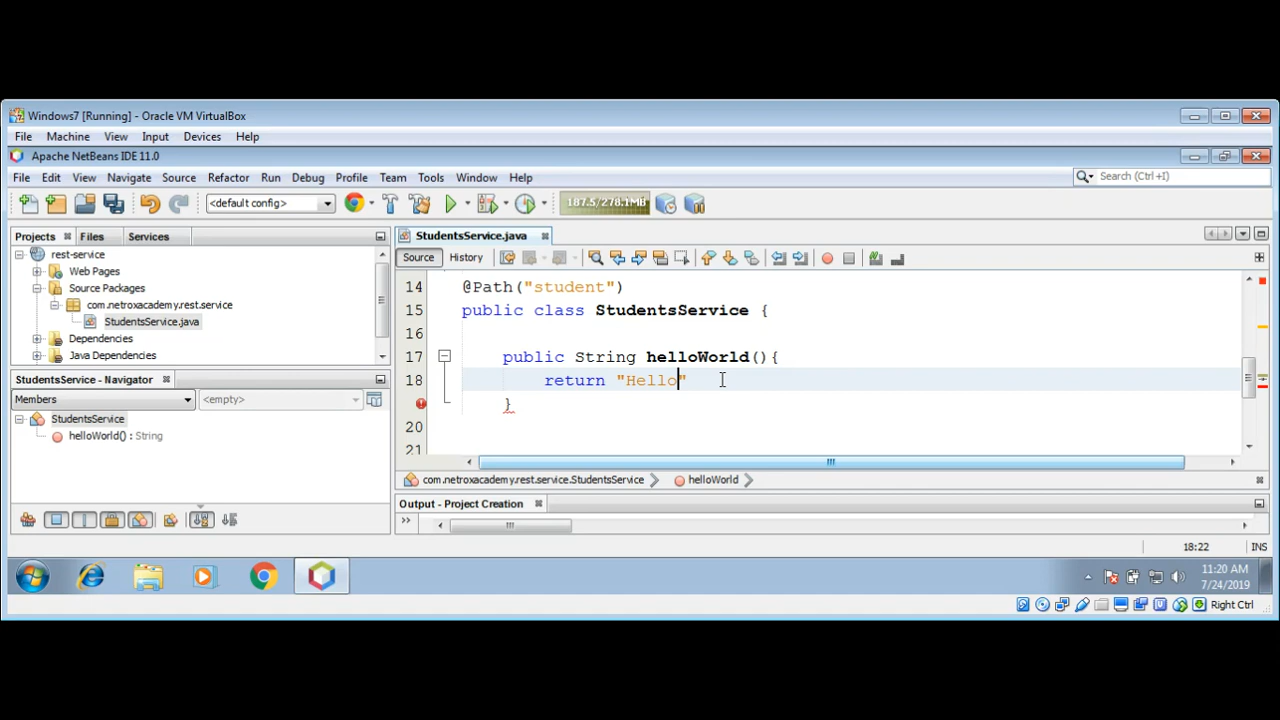 Windows7 [Running] - Oracle VM VirtualBox
File Machine View Input Devices Help
Apache NetBeans IDE 11.0
File Edit View Navigate Source Refactor Run Debug Profile Team Tools Window Help
Search (Ctrl+I)
<default config>
187.5/278.1MB
Projects Files Services
rest-service
Web Pages
Source Packages
com.netroxacademy.rest.service
StudentsService.java
Dependencies
Java Dependencies
StudentsService - Navigator
Members <empty>
StudentsService
helloWorld() : String
StudentsService.java
Source History
14 @Path("student")
15 public class StudentsService {
16
17 public String helloWorld(){
18 return "Hello"
}
20
21
com.netroxacademy.rest.service.StudentsService helloWorld
Output - Project Creation
18:22 INS
11:20 AM
7/24/2019
Right Ctrl